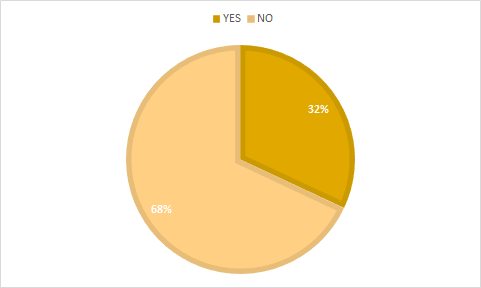 YES NO
32%
68%